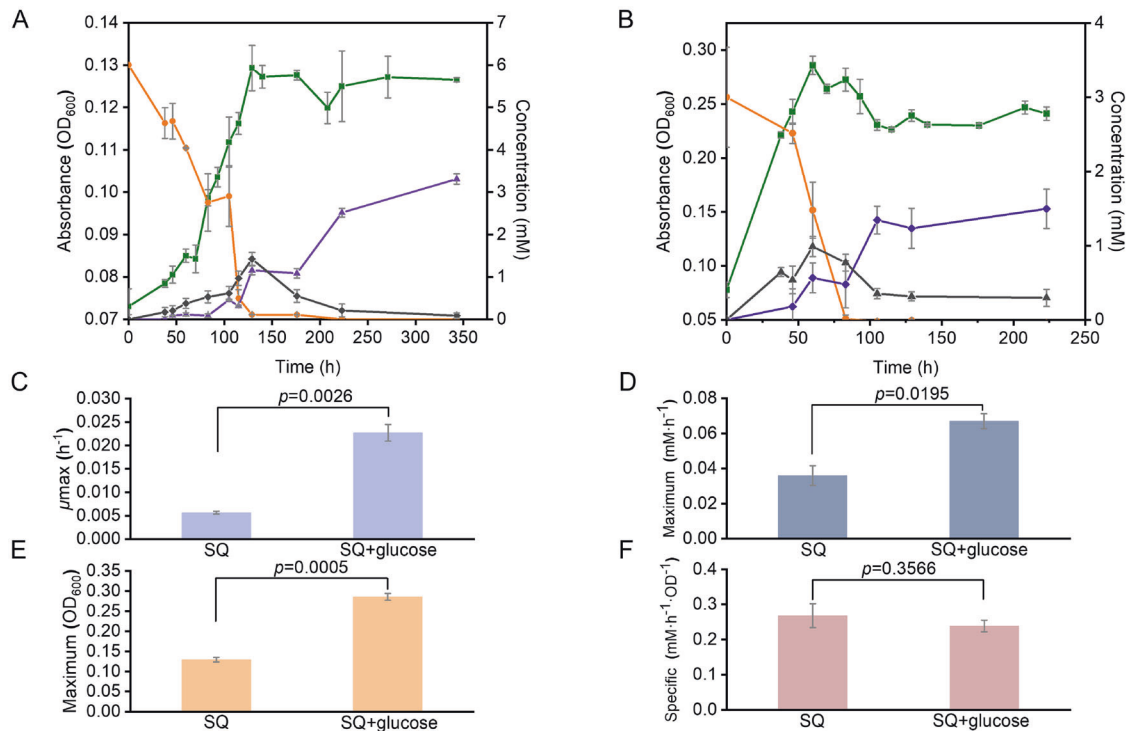 A
Absorbance (OD600)
0.14
0.13
0.12
0.11
0.10
0.09
0.08
0.07
7
6
5
4
3
2
1
0
Concentration (mM)
0 50 100 150 200 250 300 350
Time (h)
B
Absorbance (OD600)
0.30
0.25
0.20
0.15
0.10
0.05
4
3
2
1
0
Concentration (mM)
0 50 100 150 200 250
Time (h)
C
μmax (h⁻¹)
0.030
0.025
0.020
0.015
0.010
0.005
0.000
p=0.0026
SQ SQ+glucose
D
Maximum (mM·h⁻¹)
0.08
0.06
0.04
0.02
0.00
p=0.0195
SQ SQ+glucose
E
Maximum (OD600)
0.35
0.30
0.25
0.20
0.15
0.10
0.05
0.00
p=0.0005
SQ SQ+glucose
F
Specific (mM·h⁻¹·OD⁻¹)
0.4
0.3
0.2
0.1
0.0
p=0.3566
SQ SQ+glucose